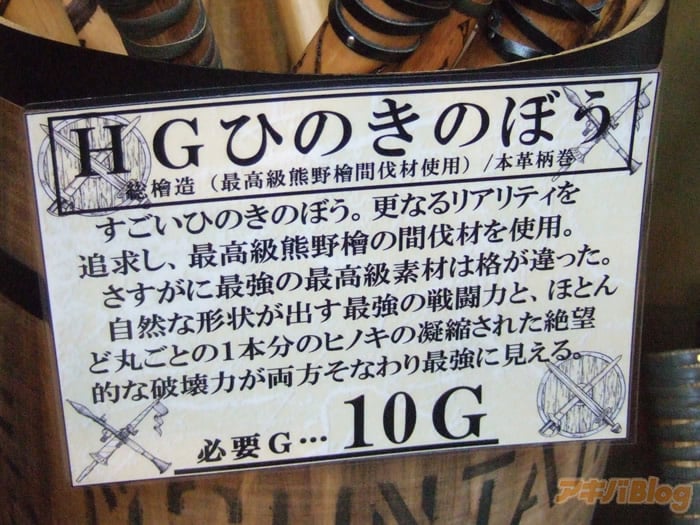 HGひのきのぼう
総檜造(最高級熊野檜間伐材使用)/本革柄巻
すごいひのきのぼう。更なるリアリティを
追求し、最高級熊野檜の間伐材を使用。
さすがに最強の最高級素材は格が違った。
自然な形状が出す最強の戦闘力と、ほとん
ど丸ごとの1本分のヒノキの凝縮された絶望
的な破壊力が両方そなわり最強に見える。
必要G…10G
アキバBlog